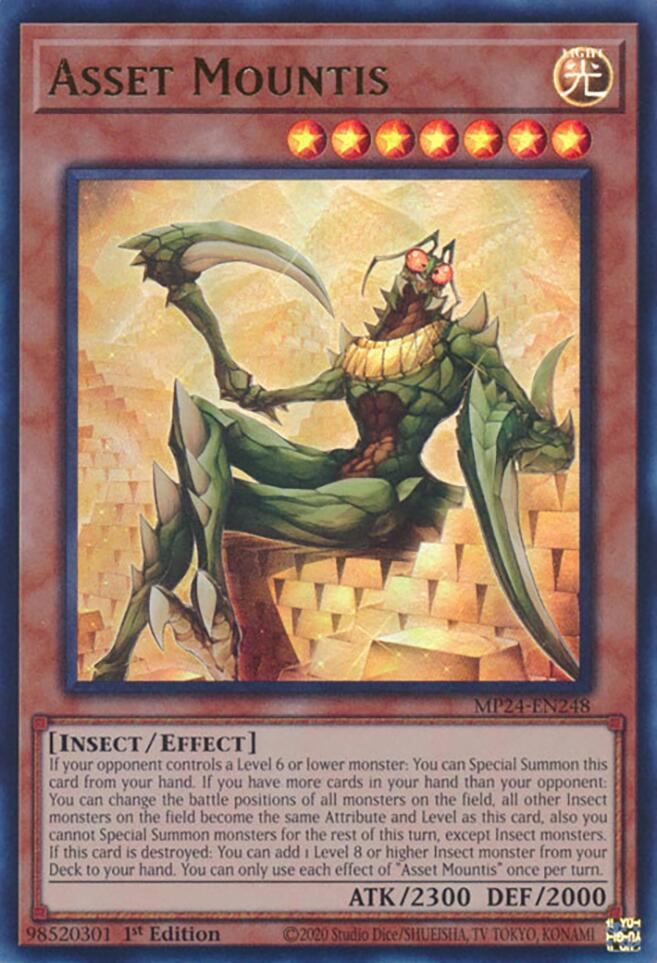 ASSET MOUNTIS
LIGHT
光
MP24-EN248
[INSECT/EFFECT]
If your opponent controls a Level 6 or lower monster: You can Special Summon this
card from your hand. If you have more cards in your hand than your opponent:
You can change the battle positions of all monsters on the field, all other Insect
monsters on the field become the same Attribute and Level as this card, also you
cannot Special Summon monsters for the rest of this turn, except Insect monsters.
If this card is destroyed: You can add 1 Level 8 or higher Insect monster from your
Deck to your hand. You can only use each effect of "Asset Mountis" once per turn.
ATK/2300 DEF/2000
98520301 1st Edition ©2020 Studio Dice/SHUEISHA, TV TOKYO, KONAMI